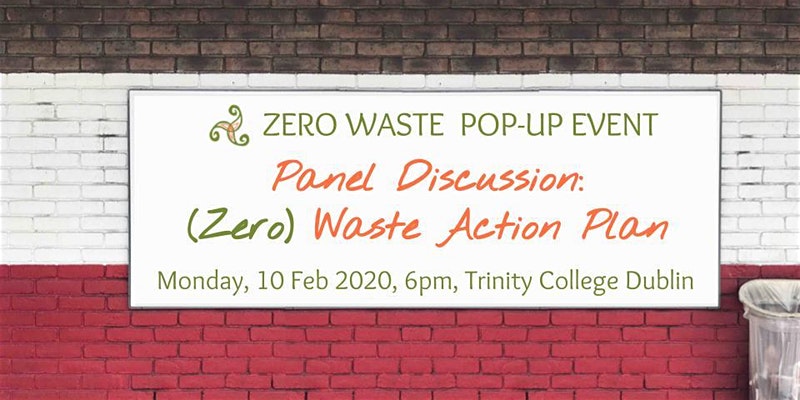 ZERO WASTE POP-UP EVENT
Panel Discussion:
(Zero) Waste Action Plan
Monday, 10 Feb 2020, 6pm, Trinity College Dublin